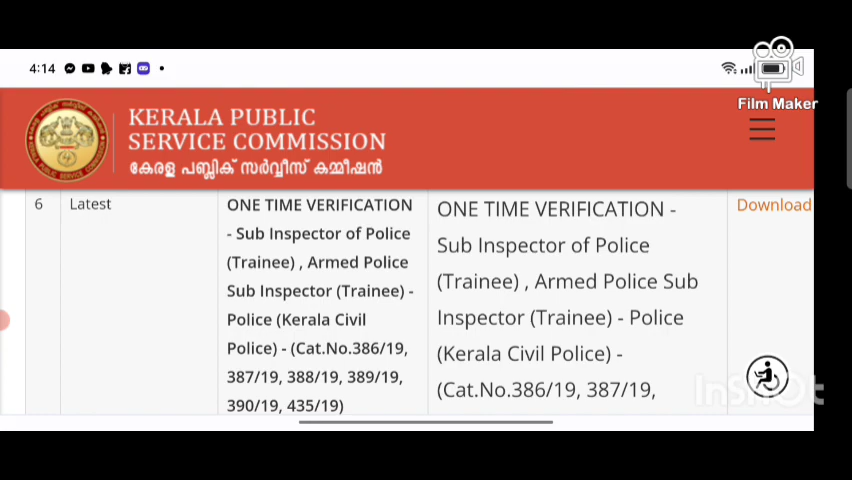 4:14
Film Maker
KERALA PUBLIC
SERVICE COMMISSION
കേരള പബ്ലിക് സർവ്വീസ് കമ്മീഷൻ
6
Latest
ONE TIME VERIFICATION
- Sub Inspector of Police
(Trainee) , Armed Police
Sub Inspector (Trainee) -
Police (Kerala Civil
Police) - (Cat.No.386/19,
387/19, 388/19, 389/19,
390/19, 435/19)
ONE TIME VERIFICATION -
Sub Inspector of Police
(Trainee) , Armed Police Sub
Inspector (Trainee) - Police
(Kerala Civil Police) -
(Cat.No.386/19, 387/19,
Download
InShot